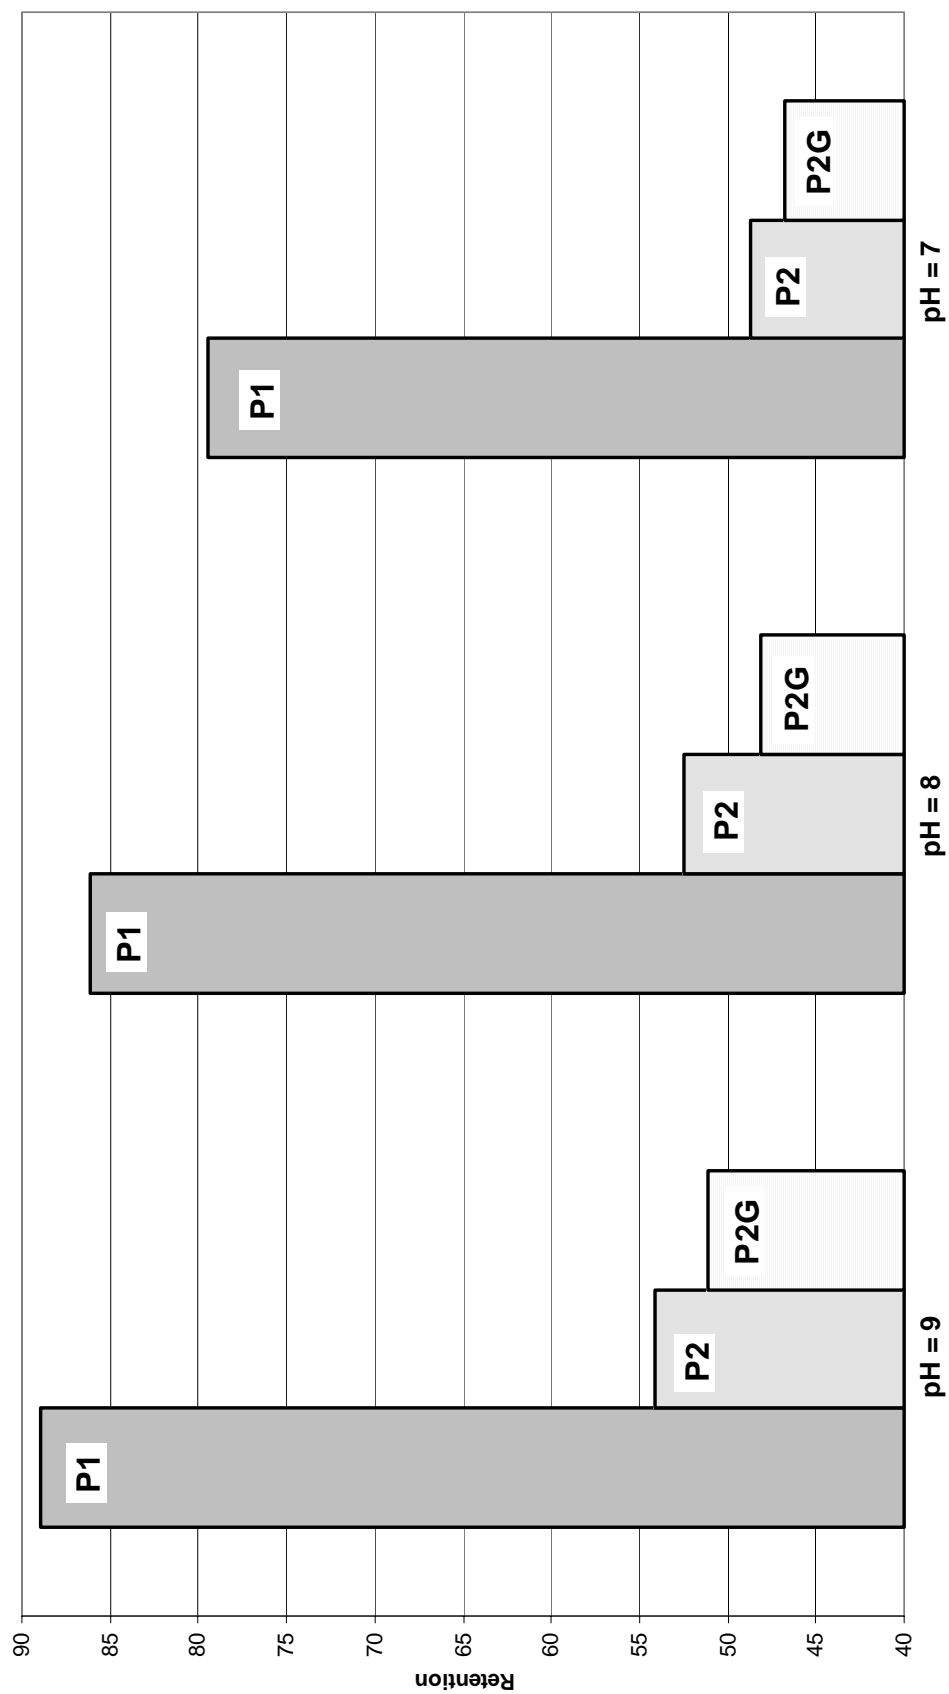 90
85
80
75
70
65
60
55
50
45
40
Retention
P1
P2
P2G
P1
P2
P2G
P1
P2
P2G
pH = 9
pH = 8
pH = 7